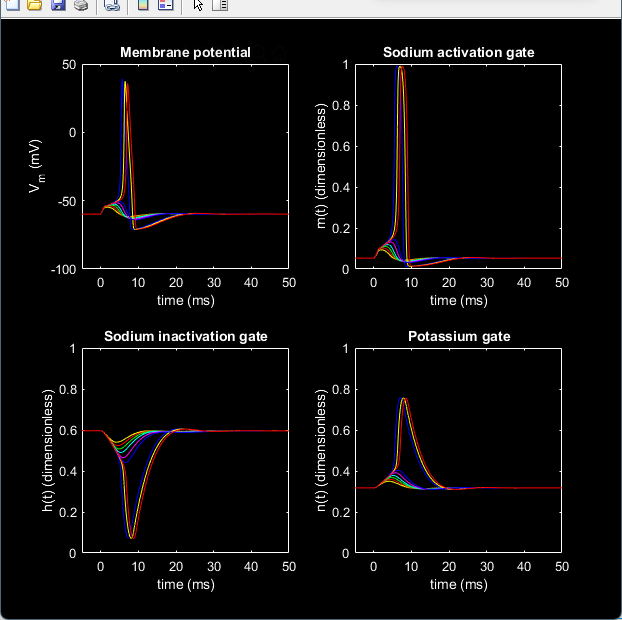 Membrane potential
50
0
-50
-100
V_m (mV)
0 10 20 30 40 50
time (ms)
Sodium activation gate
1
0.8
0.6
0.4
0.2
0
m(t) (dimensionless)
0 10 20 30 40 50
time (ms)
Sodium inactivation gate
1
0.8
0.6
0.4
0.2
0
h(t) (dimensionless)
0 10 20 30 40 50
time (ms)
Potassium gate
1
0.8
0.6
0.4
0.2
0
n(t) (dimensionless)
0 10 20 30 40 50
time (ms)